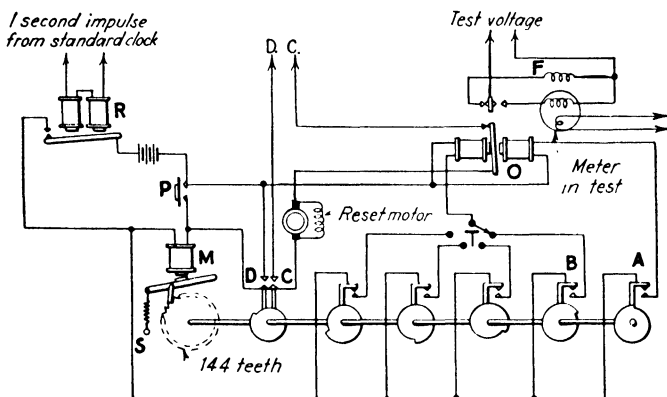 1 second impulse
from standard clock
D. C.
Test voltage
F
R
Meter
in test
O
P
Reset motor
M
T
D C
B
A
S
144 teeth